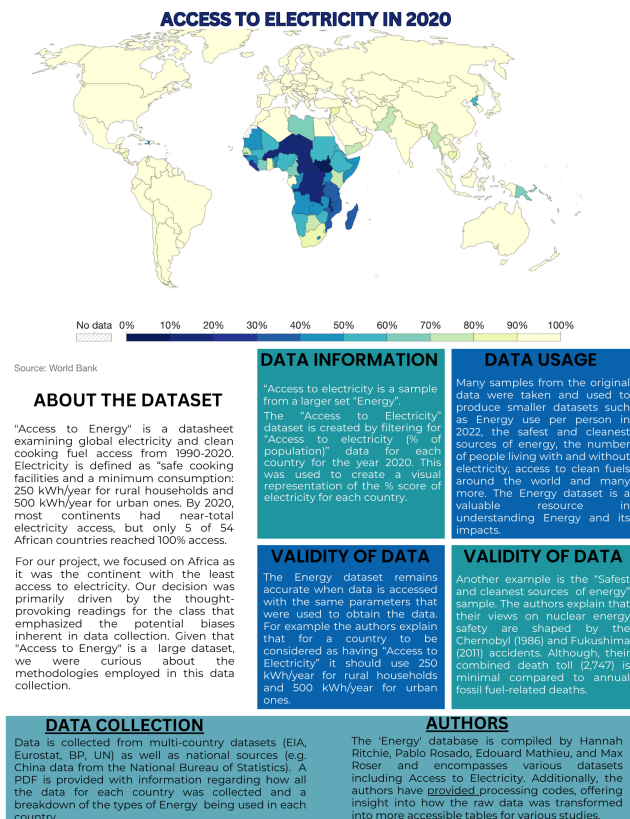 ACCESS TO ELECTRICITY IN 2020
No data 0% 10% 20% 30% 40% 50% 60% 70% 80% 90% 100%
Source: World Bank
ABOUT THE DATASET
"Access to Energy" is a datasheet
examining global electricity and clean
cooking fuel access from 1990-2020.
Electricity is defined as “safe cooking
facilities and a minimum consumption:
250 kWh/year for rural households and
500 kWh/year for urban ones. By 2020,
most continents had near-total
electricity access, but only 5 of 54
African countries reached 100% access.
For our project, we focused on Africa as
it was the continent with the least
access to electricity. Our decision was
primarily driven by the thought-
provoking readings for the class that
emphasized the potential biases
inherent in data collection. Given that
"Access to Energy" is a large dataset,
we were curious about the
methodologies employed in this data
collection.
DATA INFORMATION
“Access to electricity is a sample
from a larger set “Energy”.
The “Access to Electricity”
dataset is created by filtering for
“Access to electricity (% of
population)” data for each
country for the year 2020. This
was used to create a visual
representation of the % score of
electricity for each country.
DATA USAGE
Many samples from the original
data were taken and used to
produce smaller datasets such
as Energy use per person in
2022, the safest and cleanest
sources of energy, the number
of people living with and without
electricity, access to clean fuels
around the world and many
more. The Energy dataset is a
valuable resource in
understanding Energy and its
impacts.
VALIDITY OF DATA
The Energy dataset remains
accurate when data is accessed
with the same parameters that
were used to obtain the data.
For example the authors explain
that for a country to be
considered as having “Access to
Electricity” it should use 250
kWh/year for rural households
and 500 kWh/year for urban
ones.
VALIDITY OF DATA
Another example is the “Safest
and cleanest sources of energy”
sample. The authors explain that
their views on nuclear energy
safety are shaped by the
Chernobyl (1986) and Fukushima
(2011) accidents. Although, their
combined death toll (2,747) is
minimal compared to annual
fossil fuel-related deaths.
DATA COLLECTION
Data is collected from multi-country datasets (EIA,
Eurostat, BP, UN) as well as national sources (e.g.
China data from the National Bureau of Statistics). A
PDF is provided with information regarding how all
the data for each country was collected and a
breakdown of the types of Energy being used in each
country.
AUTHORS
The 'Energy' database is compiled by Hannah
Ritchie, Pablo Rosado, Edouard Mathieu, and Max
Roser and encompasses various datasets
including Access to Electricity. Additionally, the
authors have provided processing codes, offering
insight into how the raw data was transformed
into more accessible tables for various studies.